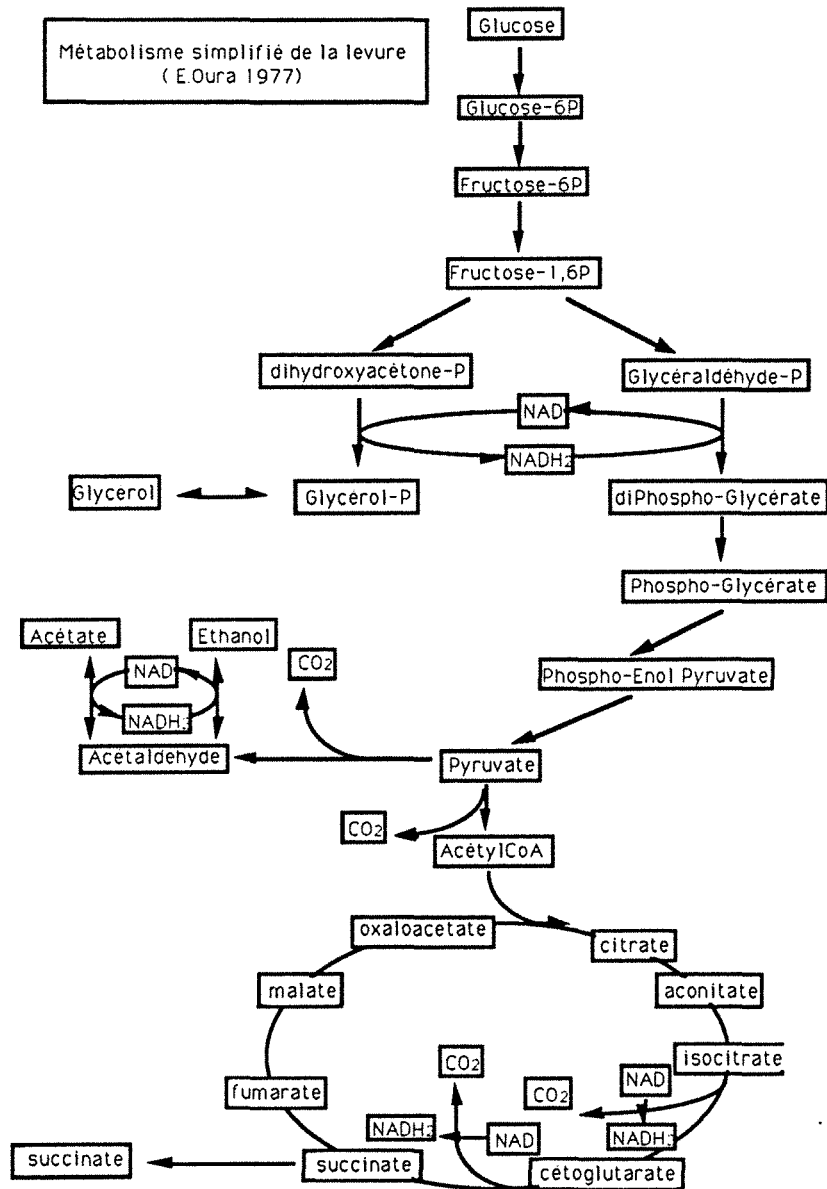 Métabolisme simplifié de la levure
( E.Oura 1977)
Glucose
Glucose-6P
Fructose-6P
Fructose-1,6P
dihydroxyacétone-P
Glycéraldéhyde-P
NAD
NADH2
Glycerol
Glycérol-P
diPhospho-Glycérate
Phospho-Glycérate
Acétate
Ethanol
CO2
NAD
Phospho-Enol Pyruvate
NADH2
Acétaldehyde
Pyruvate
CO2
AcétylCoA
oxaloacetate
citrate
malate
aconitate
isocitrate
CO2
NAD
CO2
fumarate
NADH2
NAD
NADH2
succinate
succinate
cétoglutarate